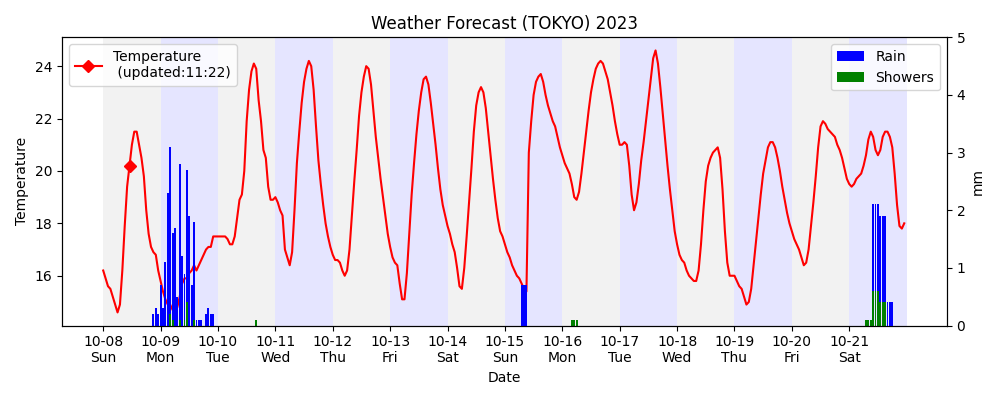 Weather Forecast (TOKYO) 2023
Temperature
(updated:11:22)
Rain
Showers
Temperature
24
22
20
18
16
5
4
3
2
1
0
mm
10-08 10-09 10-10 10-11 10-12 10-13 10-14 10-15 10-16 10-17 10-18 10-19 10-20 10-21
Sun Mon Tue Wed Thu Fri Sat Sun Mon Tue Wed Thu Fri Sat
Date